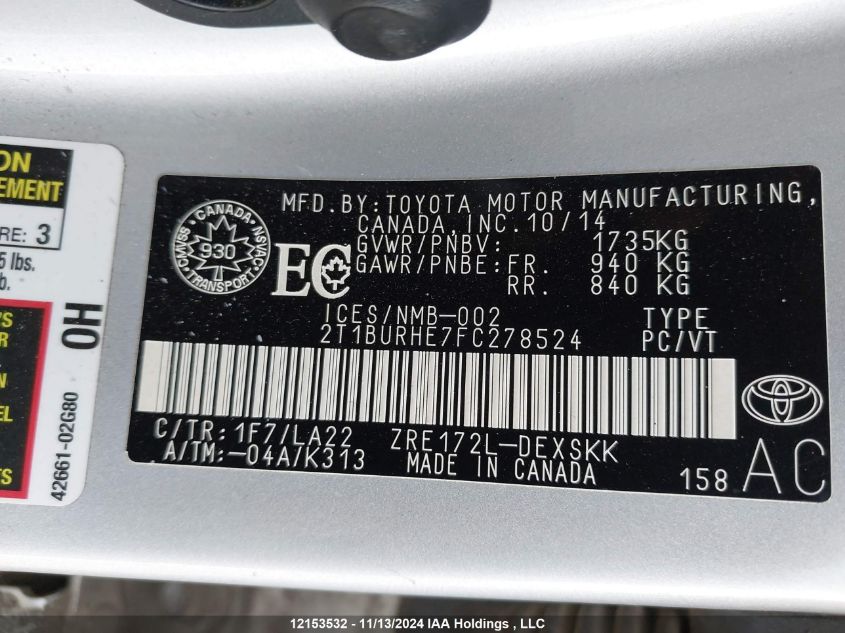 ON
EMENT
RE: 3
5 lbs.
b.
'S
R
N
EL
TS
OH
42661-02G80
CANADA
CMVSS NSVAC
930
TRANSPORT
EC
MFD.BY:TOYOTA MOTOR MANUFACTURING,
CANADA,INC.10/14
GVWR/PNBV: 1735KG
GAWR/PNBE:FR. 940 KG
RR. 840 KG
ICES/NMB-002 TYPE
2T1BURHE7FC278524 PC/VT
C/TR:1F7/LA22 ZRE172L-DEXSKK
A/TM:-04A/K313 MADE IN CANADA
158 AC
12153532 - 11/13/2024 IAA Holdings , LLC